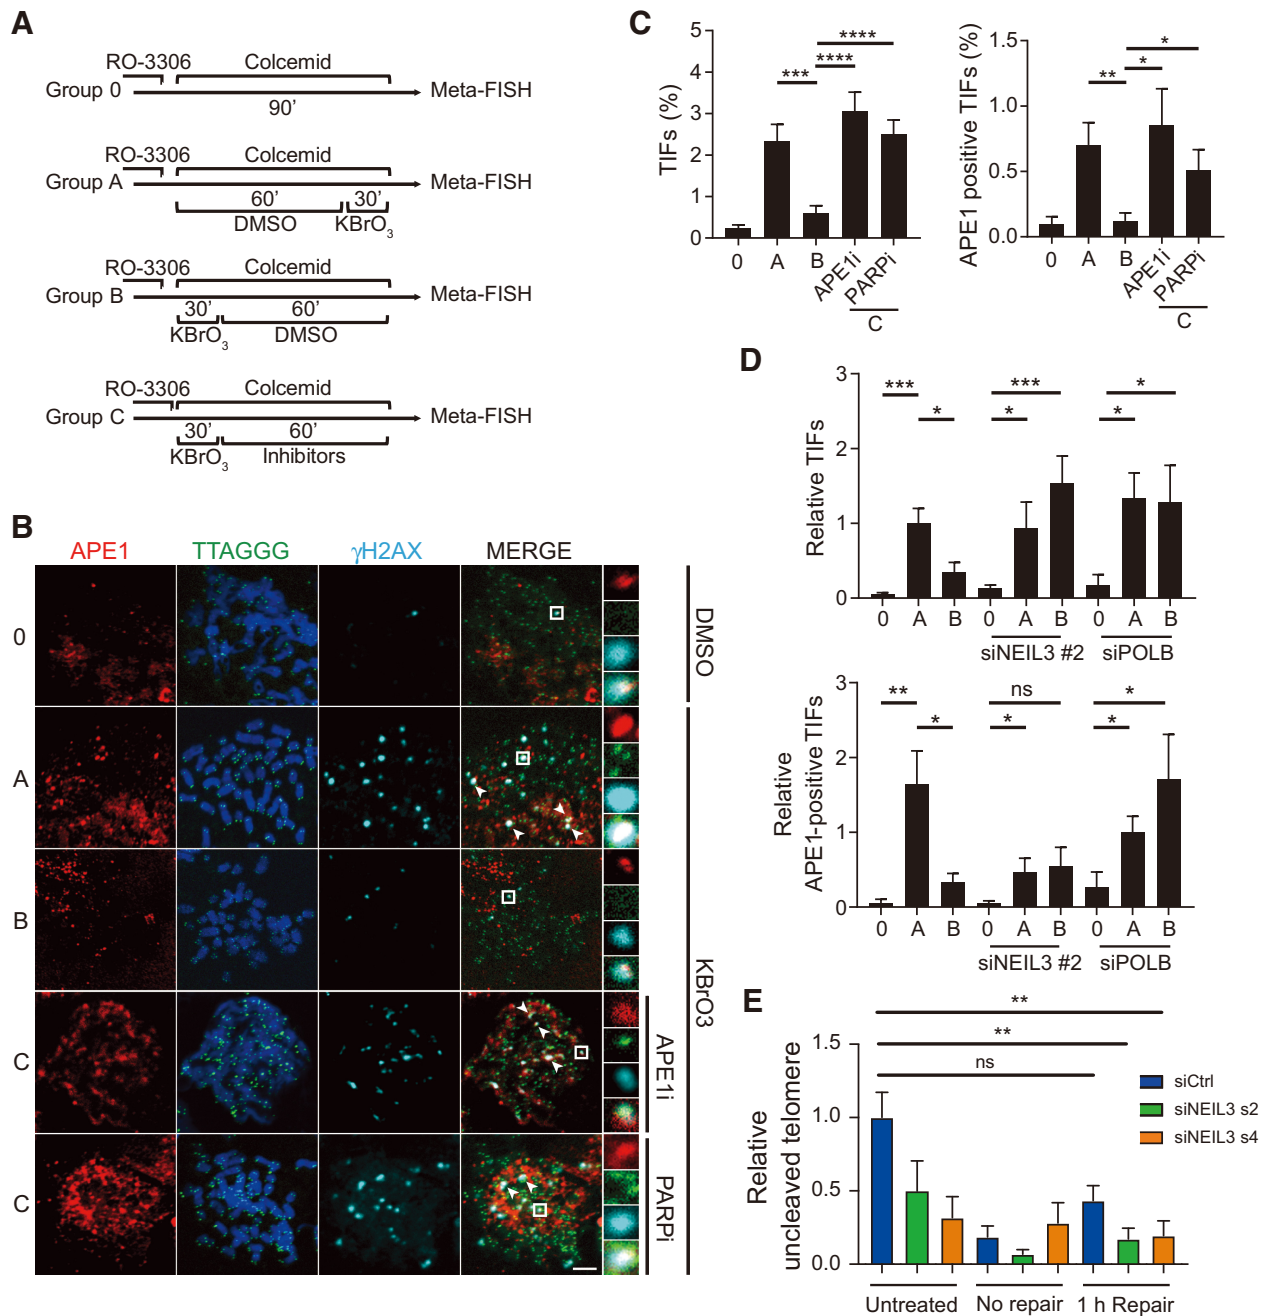 A
RO-3306 Colcemid
Group 0 Meta-FISH
90’
RO-3306 Colcemid
Group A Meta-FISH
60’ 30’
DMSO KBrO3
RO-3306 Colcemid
Group B Meta-FISH
30’ 60’
KBrO3 DMSO
RO-3306 Colcemid
Group C Meta-FISH
30’ 60’
KBrO3 Inhibitors
B
APE1 TTAGGG γH2AX MERGE
0
A
B
C
C
DMSO
KBrO3
APE1i
PARPi
C
TIFs (%)
5
4
3
2
1
0
*** **** ****
0 A B APE1i PARPi
C
APE1 positive TIFs (%)
1.5
1.0
0.5
0.0
** * *
0 A B APE1i PARPi
C
D
Relative TIFs
3
2
1
0
*** * * *** * *
0 A B 0 A B 0 A B
siNEIL3 #2 siPOLB
Relative
APE1-positive TIFs
3
2
1
0
** * * ns * *
0 A B 0 A B 0 A B
siNEIL3 #2 siPOLB
E
Relative
uncleaved telomere
1.5
1.0
0.5
0.0
**
**
ns
siCtrl
siNEIL3 s2
siNEIL3 s4
Untreated No repair 1 h Repair